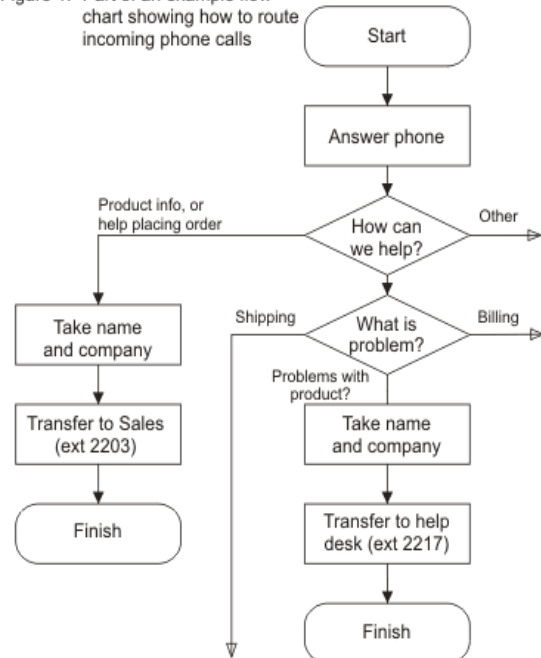 chart showing how to route
incoming phone calls
Start
Answer phone
Product info, or
help placing order
How can
we help?
Other
Shipping
What is
problem?
Billing
Problems with
product?
Take name
and company
Take name
and company
Transfer to Sales
(ext 2203)
Transfer to help
desk (ext 2217)
Finish
Finish